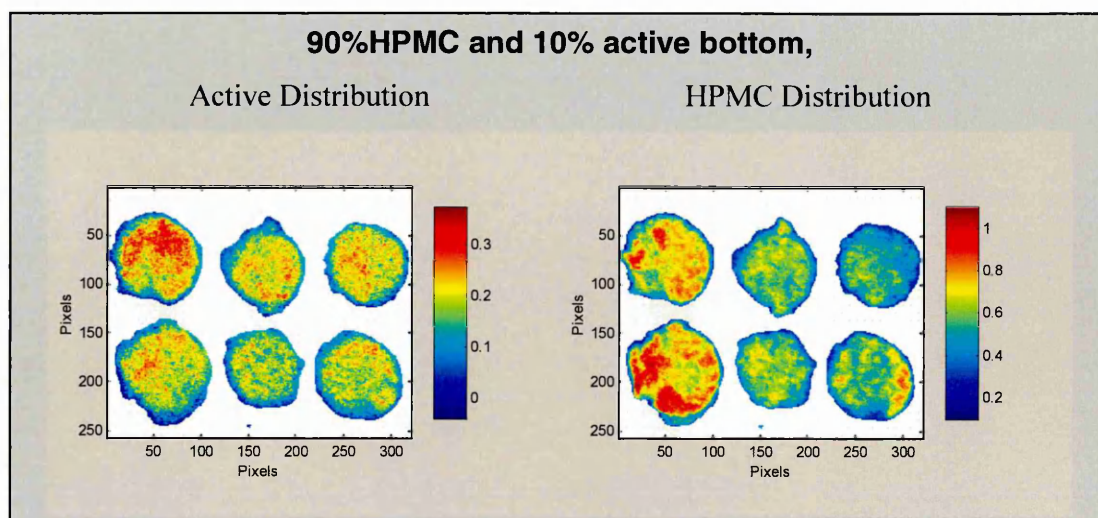 90%HPMC and 10% active bottom,
Active Distribution
HPMC Distribution
50
100
150
200
250
Pixels
50 100 150 200 250 300
Pixels
0.3
0.2
0.1
0
50
100
150
200
250
Pixels
50 100 150 200 250 300
Pixels
1
0.8
0.6
0.4
0.2